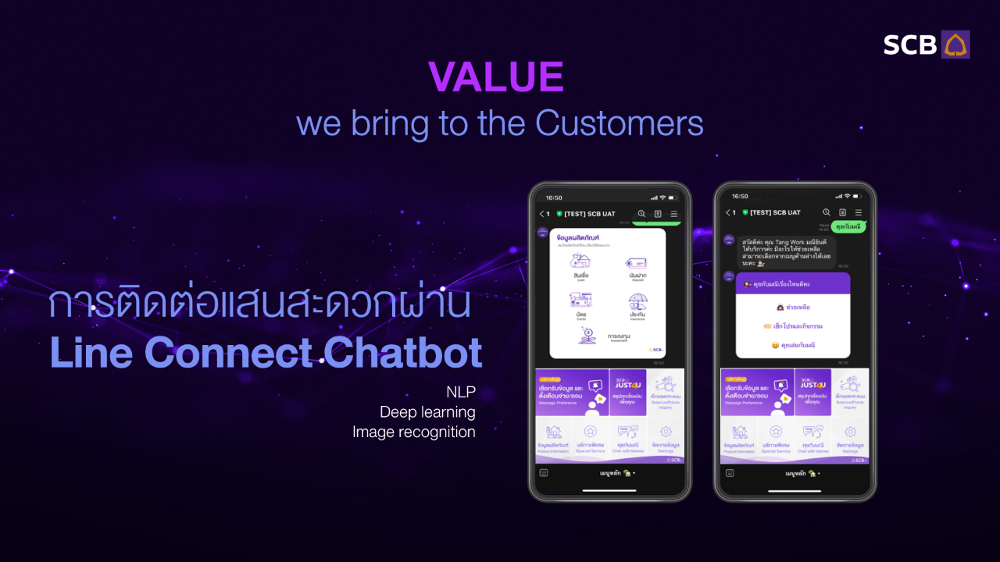 SCB
VALUE
we bring to the Customers
การติดต่อแสนสะดวกผ่าน
Line Connect Chatbot
NLP
Deep learning
Image recognition
16:50
1 [TEST] SCB UAT
ข้อมูลผลิตภัณฑ์
สินเชื่อ
Loan
เงินฝาก
Deposit
บัตร
Cards
ประกัน
Insurance
การลงทุน
Investment
SCB
16:50
บริการใหม่!
เลือกรับข้อมูล และ
ตั้งเตือนจ่าย/ออม
Message Preference
SCB
JUST4U
สรุปทุกเรื่องเงิน
เพื่อคุณ
เช็กยอด/คะแนน
Balance/Points
Inquiry
ข้อมูลผลิตภัณฑ์
Product Information
บริการพิเศษ
Special Service
Help
คุยกับมณี
Chat with Manee
จัดการข้อมูล
Settings
SCB
เมนูหลัก
16:50
1 [TEST] SCB UAT
Read
16:50
คุยกับมณี
สวัสดีค่ะ คุณ Tang Work มณียินดี
ให้บริการค่ะ มีอะไรให้ช่วยเหลือ
สามารถเลือกจากเมนูด้านล่างได้เลย
นะคะ
16:50
คุยกับมณีเรื่องไหนดีคะ
ช่วยเหลือ
เช็กโปรและกิจกรรม
คุยเล่นกับมณี
16:50
บริการใหม่!
เลือกรับข้อมูล และ
ตั้งเตือนจ่าย/ออม
Message Preference
SCB
JUST4U
สรุปทุกเรื่องเงิน
เพื่อคุณ
เช็กยอด/คะแนน
Balance/Points
Inquiry
ข้อมูลผลิตภัณฑ์
Product Information
บริการพิเศษ
Special Service
Help
คุยกับมณี
Chat with Manee
จัดการข้อมูล
Settings
SCB
เมนูหลัก